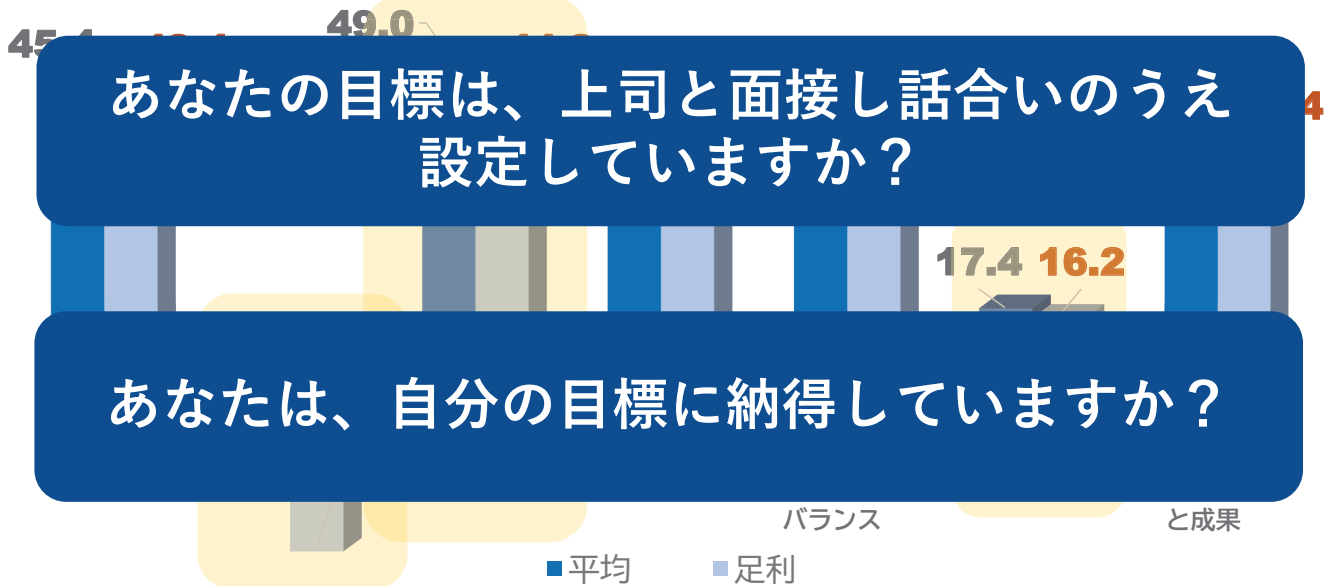 49.0
あなたの目標は、上司と面接し話合いのうえ
設定していますか？
17.4 16.2
あなたは、自分の目標に納得していますか？
バランス
と成果
平均
足利